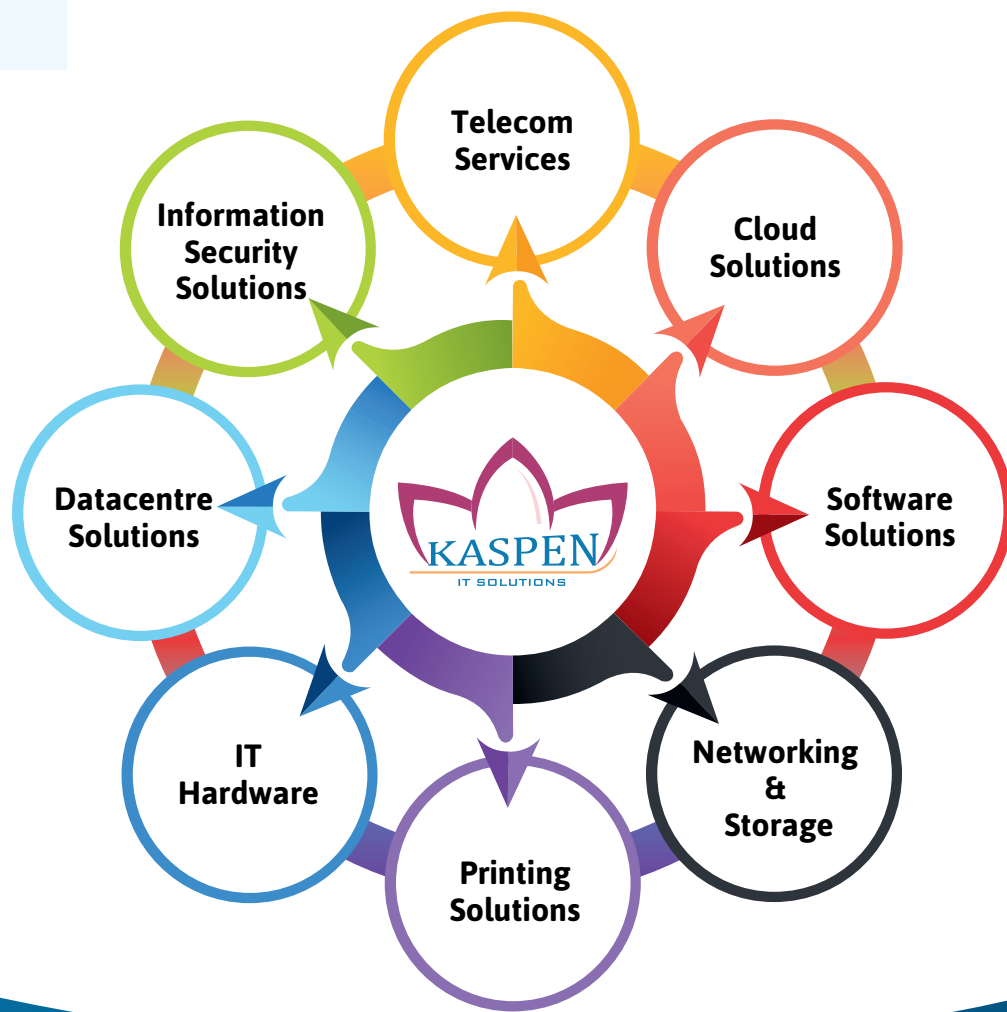 Telecom
Services
Cloud
Solutions
Software
Solutions
Networking
&
Storage
Printing
Solutions
IT
Hardware
Datacentre
Solutions
Information
Security
Solutions
KASPEN
IT SOLUTIONS